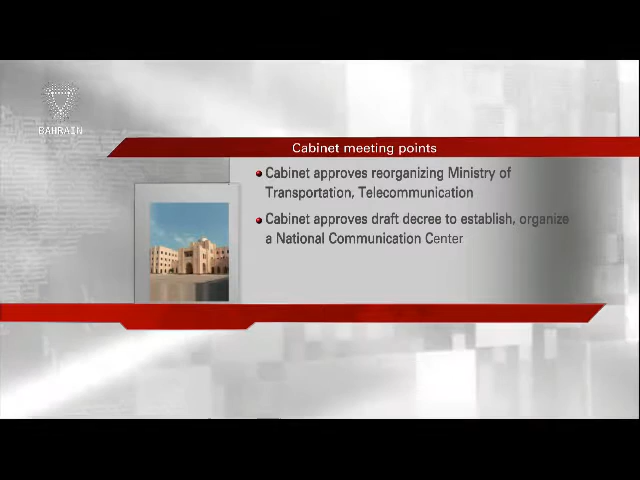 BAHRAIN
Cabinet meeting points
Cabinet approves reorganizing Ministry of
Transportation, Telecommunication
Cabinet approves draft decree to establish, organize
a National Communication Center